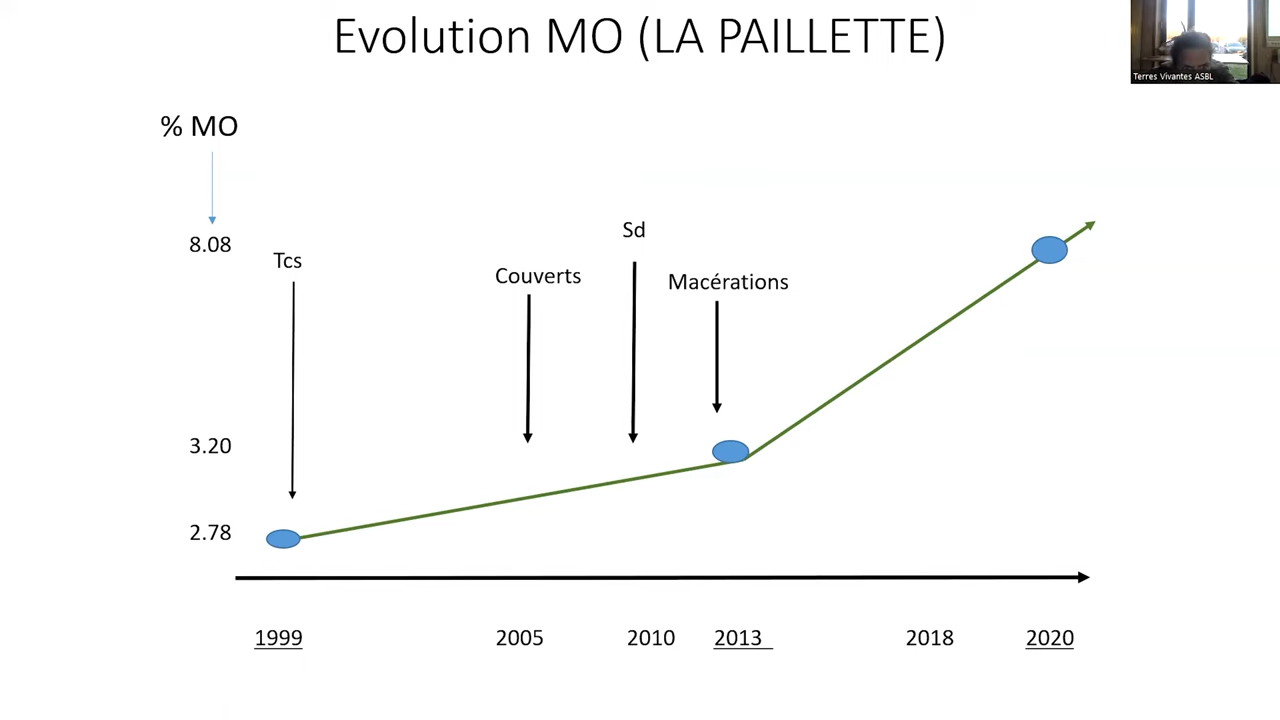 Evolution MO (LA PAILLETTE)
Terres Vivantes ASBL
% MO
8.08
Sd
Tcs
Couverts
Macérations
3.20
2.78
1999
2005
2010
2013
2018
2020